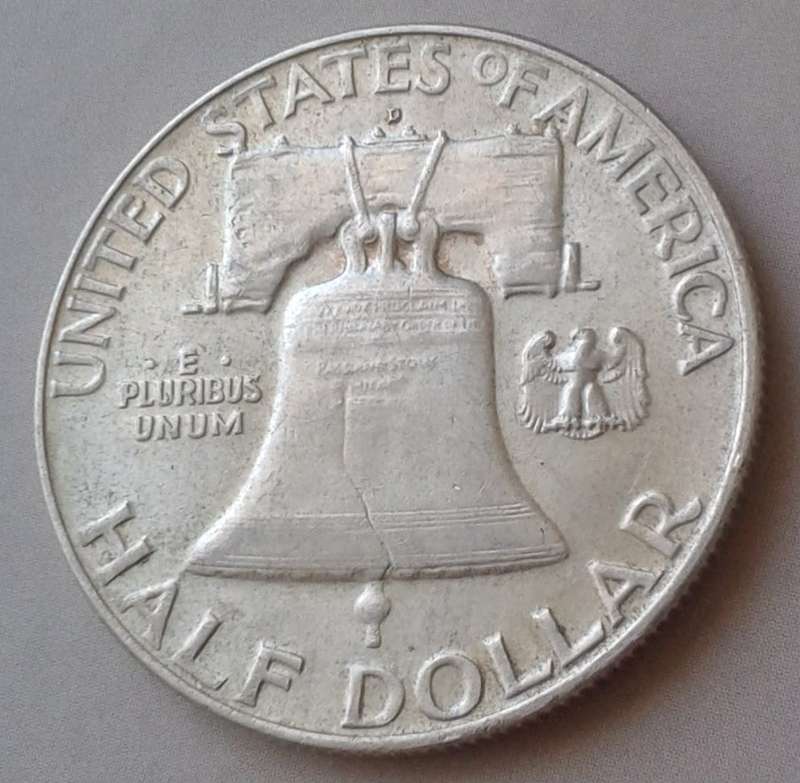 UNITED STATES OF AMERICA
D
· E ·
PLURIBUS
UNUM
HALF DOLLAR